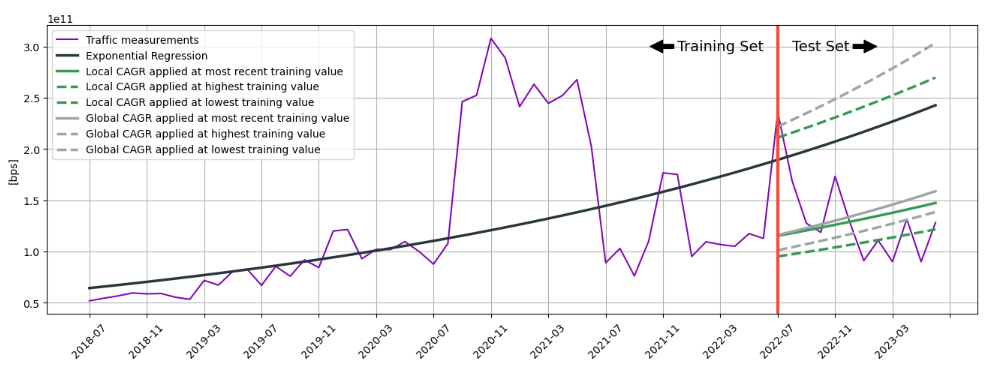 1e11
Traffic measurements
Exponential Regression
Local CAGR applied at most recent training value
Local CAGR applied at highest training value
Local CAGR applied at lowest training value
Global CAGR applied at most recent training value
Global CAGR applied at highest training value
Global CAGR applied at lowest training value
Training Set
Test Set
[bps]
3.0
2.5
2.0
1.5
1.0
0.5
2018-07
2018-11
2019-03
2019-07
2019-11
2020-03
2020-07
2020-11
2021-03
2021-07
2021-11
2022-03
2022-07
2022-11
2023-03